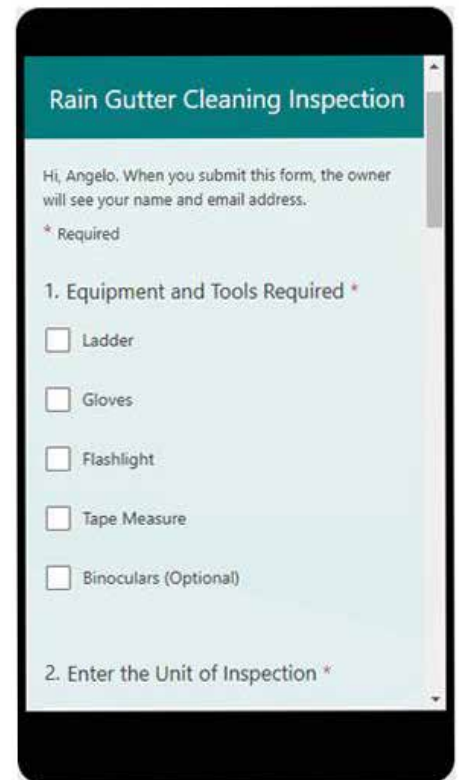 Rain Gutter Cleaning Inspection
Hi, Angelo. When you submit this form, the owner
will see your name and email address.
* Required
1. Equipment and Tools Required *
Ladder
Gloves
Flashlight
Tape Measure
Binoculars (Optional)
2. Enter the Unit of Inspection *